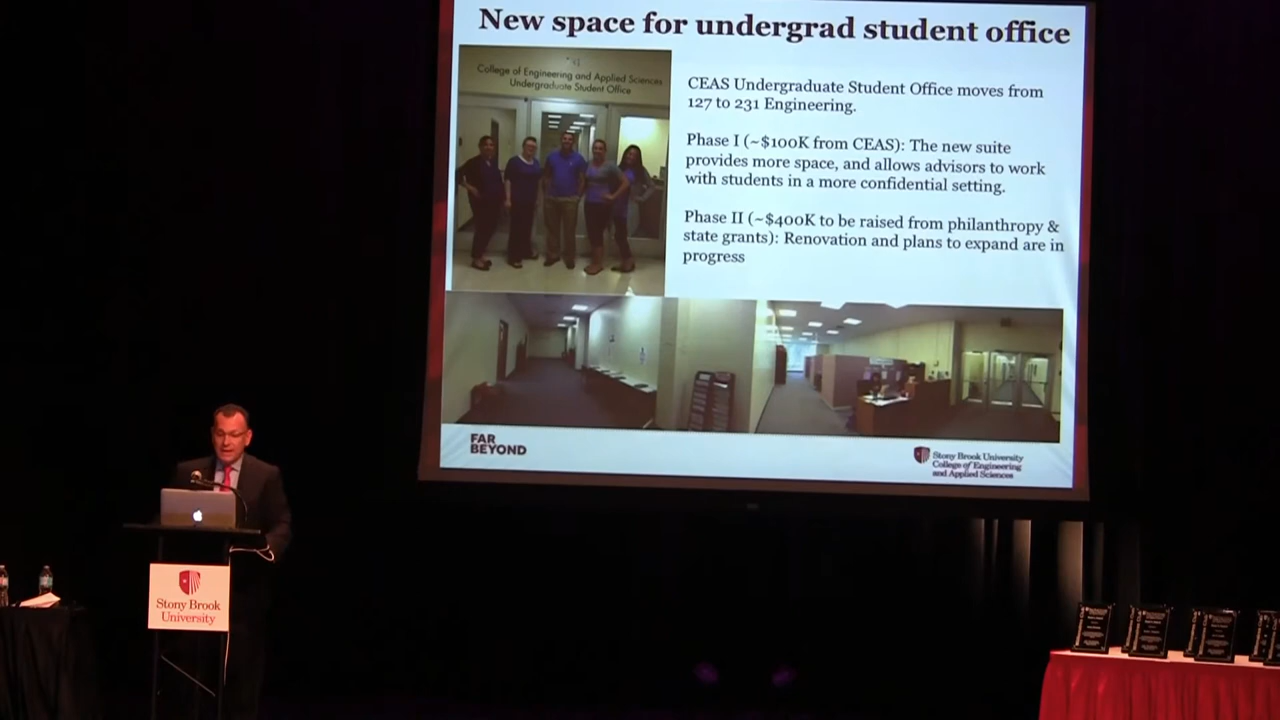 New space for undergrad student office
College of Engineering and Applied Sciences
Undergraduate Student Office
CEAS Undergraduate Student Office moves from
127 to 231 Engineering.
Phase I (~$100K from CEAS): The new suite
provides more space, and allows advisors to work
with students in a more confidential setting.
Phase II (~$400K to be raised from philanthropy &
state grants): Renovation and plans to expand are in
progress
FAR
BEYOND
Stony Brook University
College of Engineering
and Applied Sciences
Stony Brook
University